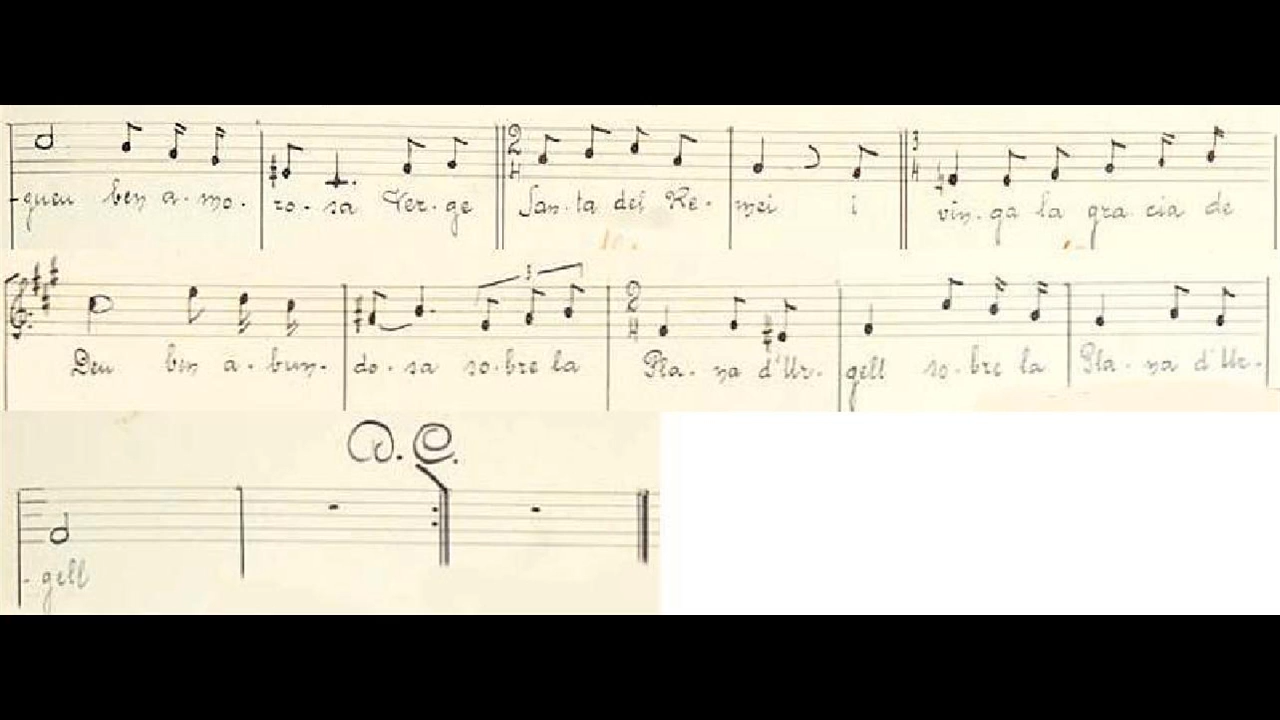 -gueu ben a-mo- ro-sa Ver-ge San-ta del Re- mei i vin-ga la gra cia de
Deu ben a-bun- do-sa so-bre la Pla-na d'Ur- gell so-bre la Pla-na d'Ur-
D.C.
-gell